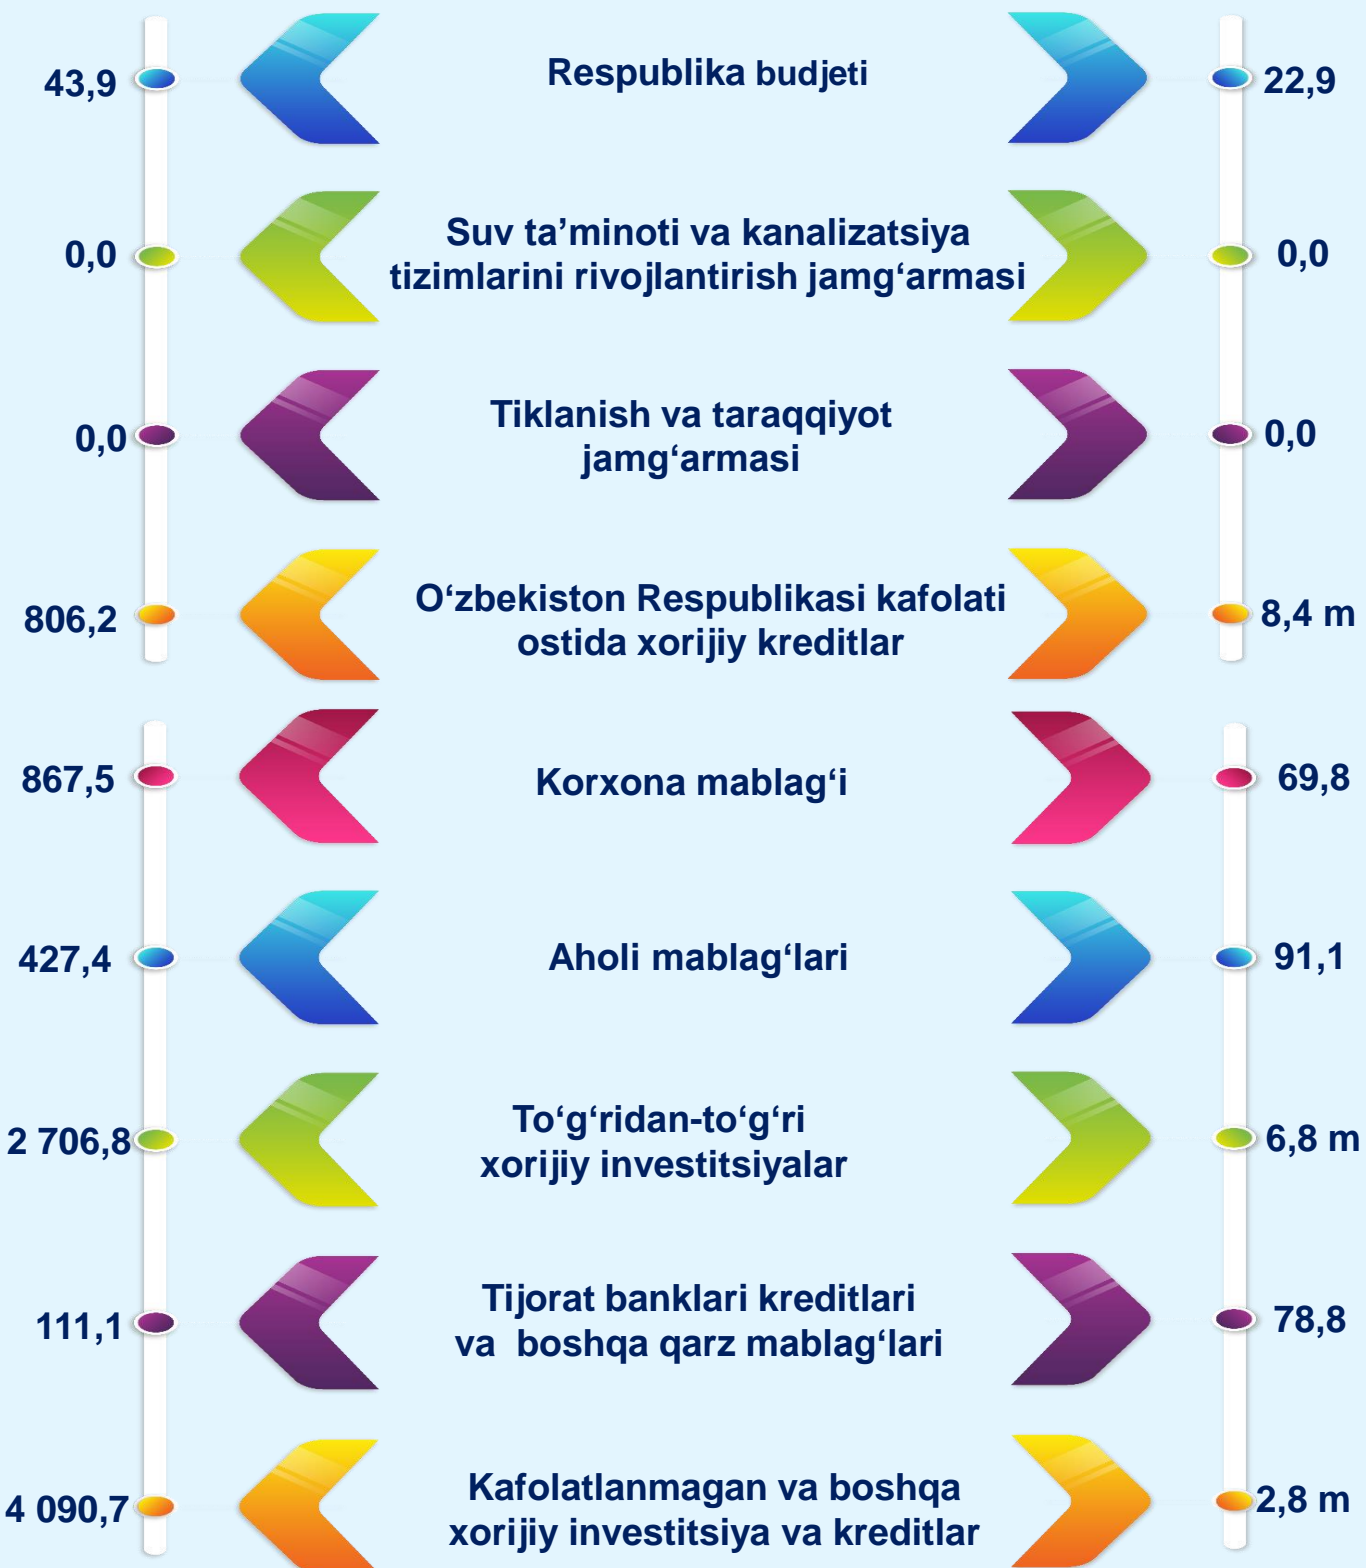 43,9
Respublika budjeti
22,9
0,0
Suv ta’minoti va kanalizatsiya
tizimlarini rivojlantirish jamg‘armasi
0,0
0,0
Tiklanish va taraqqiyot
jamg‘armasi
0,0
806,2
O‘zbekiston Respublikasi kafolati
ostida xorijiy kreditlar
8,4 m
867,5
Korxona mablag‘i
69,8
427,4
Aholi mablag‘lari
91,1
2 706,8
To‘g‘ridan-to‘g‘ri
xorijiy investitsiyalar
6,8 m
111,1
Tijorat banklari kreditlari
va boshqa qarz mablag‘lari
78,8
4 090,7
Kafolatlanmagan va boshqa
xorijiy investitsiya va kreditlar
2,8 m